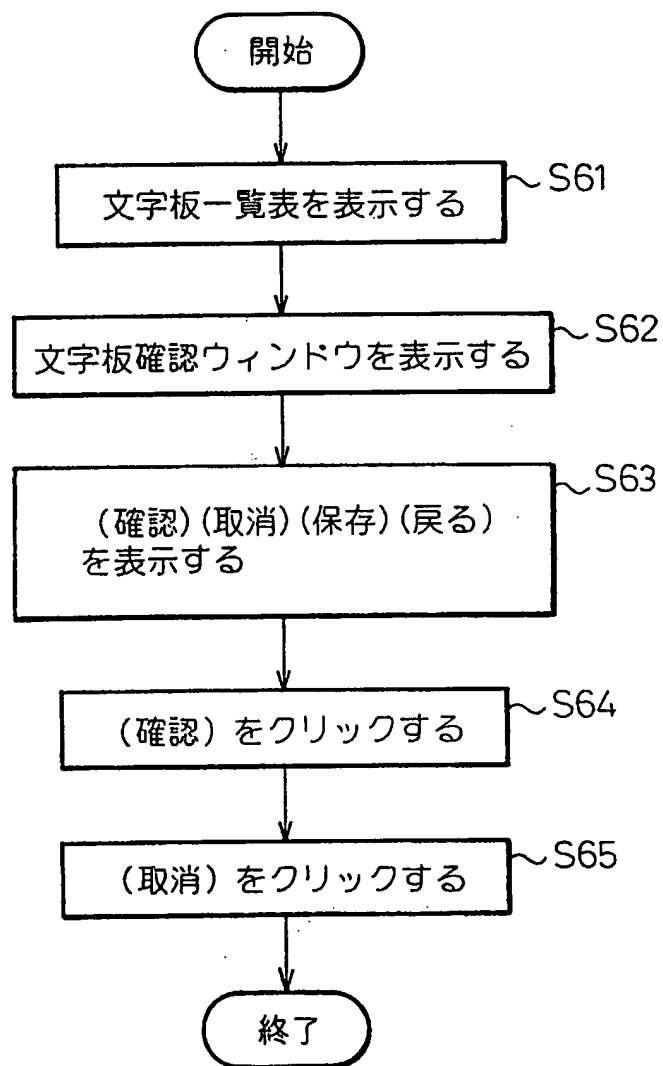 開始
文字板一覧表を表示する
S61
文字板確認ウィンドウを表示する
S62
(確認)(取消)(保存)(戻る)
を表示する
S63
(確認)をクリックする
S64
(取消)をクリックする
S65
終了